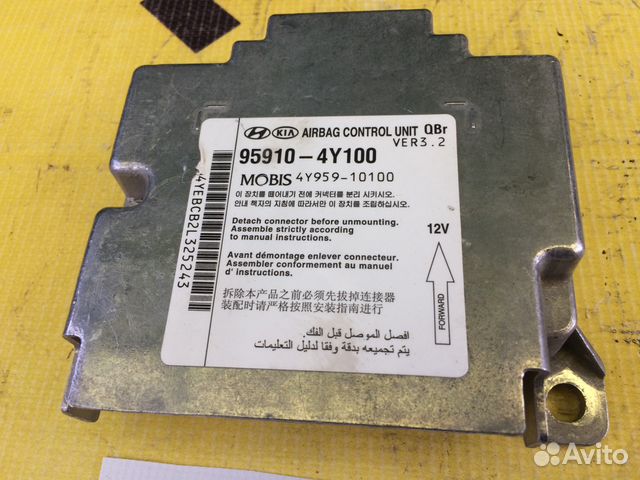 HYUNDAI KIA AIRBAG CONTROL UNIT QBr
VER3.2
95910-4Y100
MOBIS 4Y959-10100
이 장치를 떼어내기 전에 커넥터를 분리 시키시오.
안내 책자의 지침에 따라서만 이 장치를 조립하시오.
Detach connector before unmounting.
Assemble strictly according
to manual instructions.
12V
Avant démontage enlever connecteur.
Assembler conformement au manuel
d' instructions.
FORWARD
拆除本产品之前必须先拔掉连接器
装配时请严格按照安装指南进行
افصل الموصل قبل الفك.
يتم تجميعه بدقة وفقا لدليل التعليمات
4YEBCB2L325243
Avito